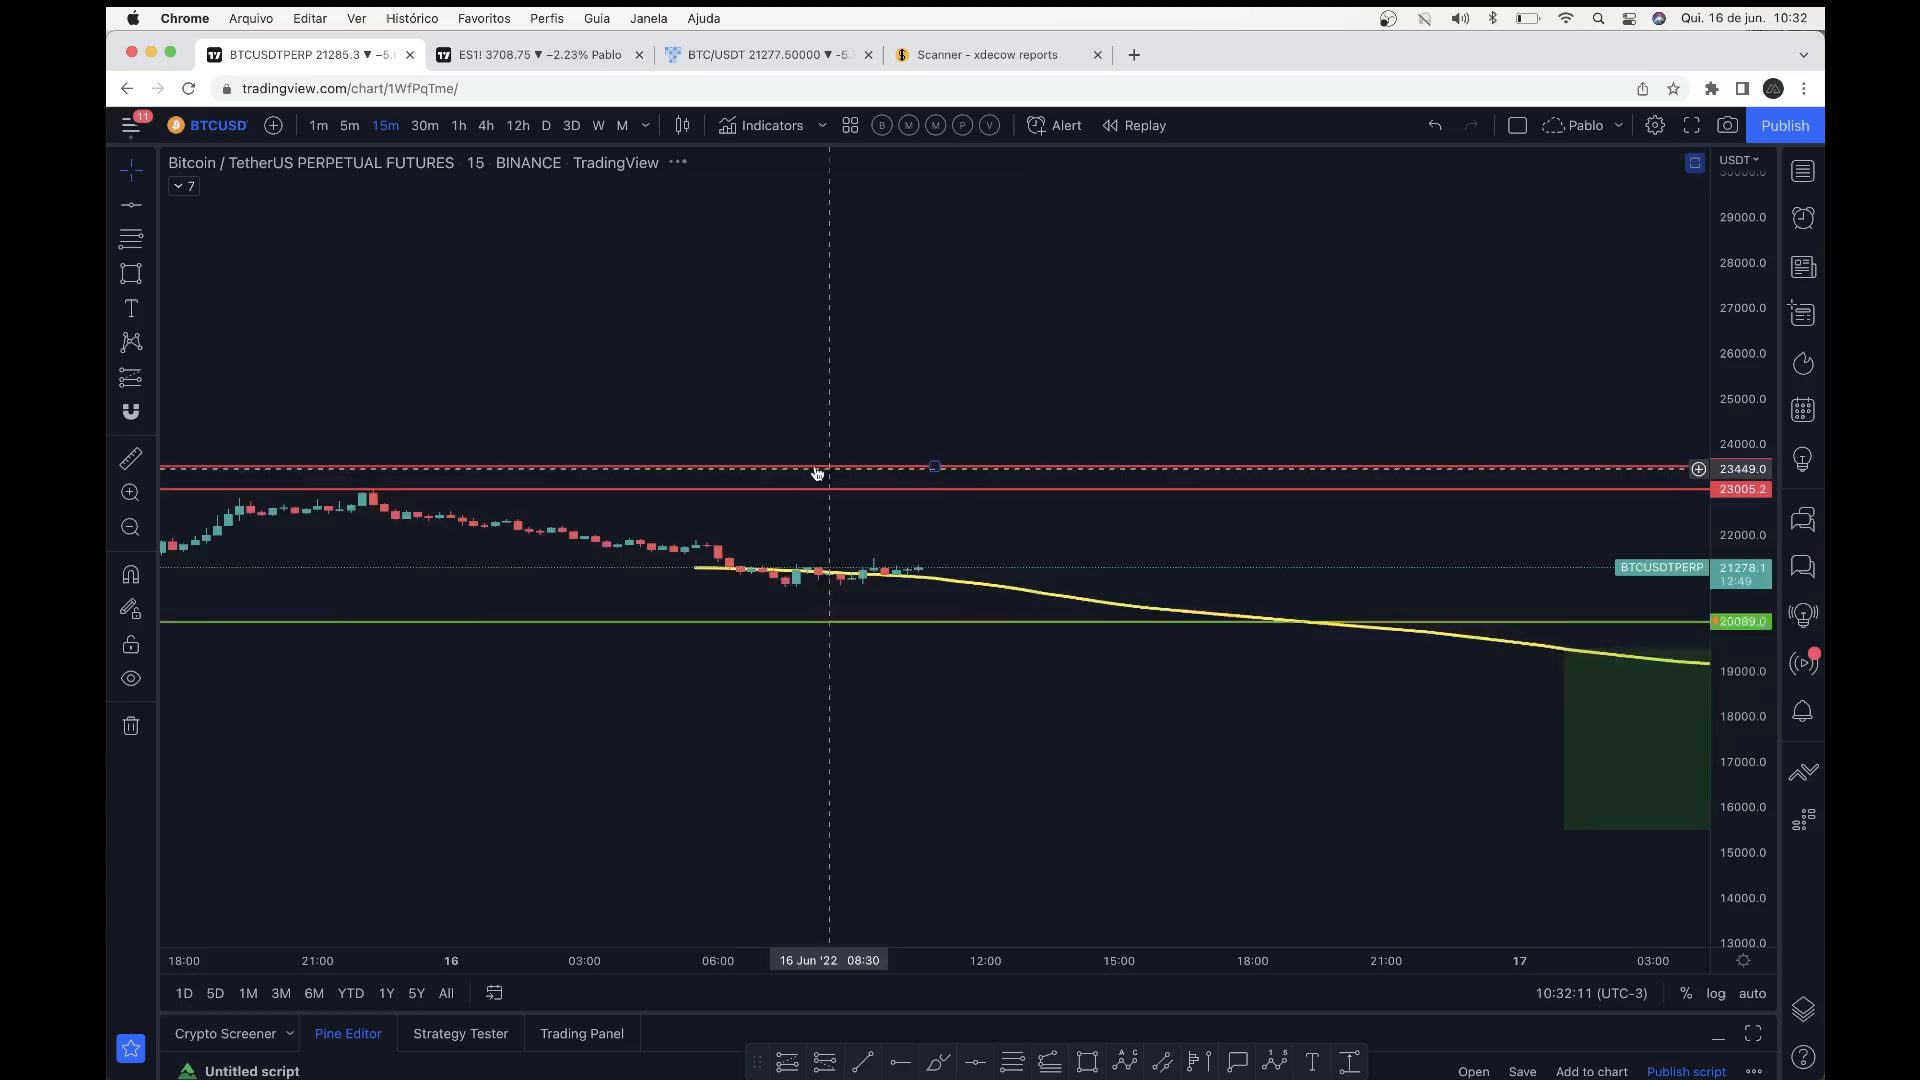 Chrome Arquivo Editar Ver Histórico Favoritos Perfis Guia Janela Ajuda Qui. 16 de jun. 10:32
BTCUSDTPERP 21285.3 ▼ −5. ES1! 3708.75 ▼ −2.23% Pablo BTC/USDT 21277.50000 ▼ -5. Scanner - xdecow reports
tradingview.com/chart/1WfPqTme/
11 BTCUSD 1m 5m 15m 30m 1h 4h 12h D 3D W M Indicators B M M P V Alert Replay Pablo Publish
Bitcoin / TetherUS PERPETUAL FUTURES · 15 · BINANCE · TradingView USDT
7
30000.0
29000.0
28000.0
27000.0
26000.0
25000.0
24000.0
23449.0
23005.2
22000.0
BTCUSDTPERP 21278.1
12:49
20089.0
19000.0
18000.0
17000.0
16000.0
15000.0
14000.0
13000.0
18:00 21:00 16 03:00 06:00 16 Jun '22 08:30 12:00 15:00 18:00 21:00 17 03:00
1D 5D 1M 3M 6M YTD 1Y 5Y All 10:32:11 (UTC-3) % log auto
Crypto Screener Pine Editor Strategy Tester Trading Panel
Untitled script Open Save Add to chart Publish script